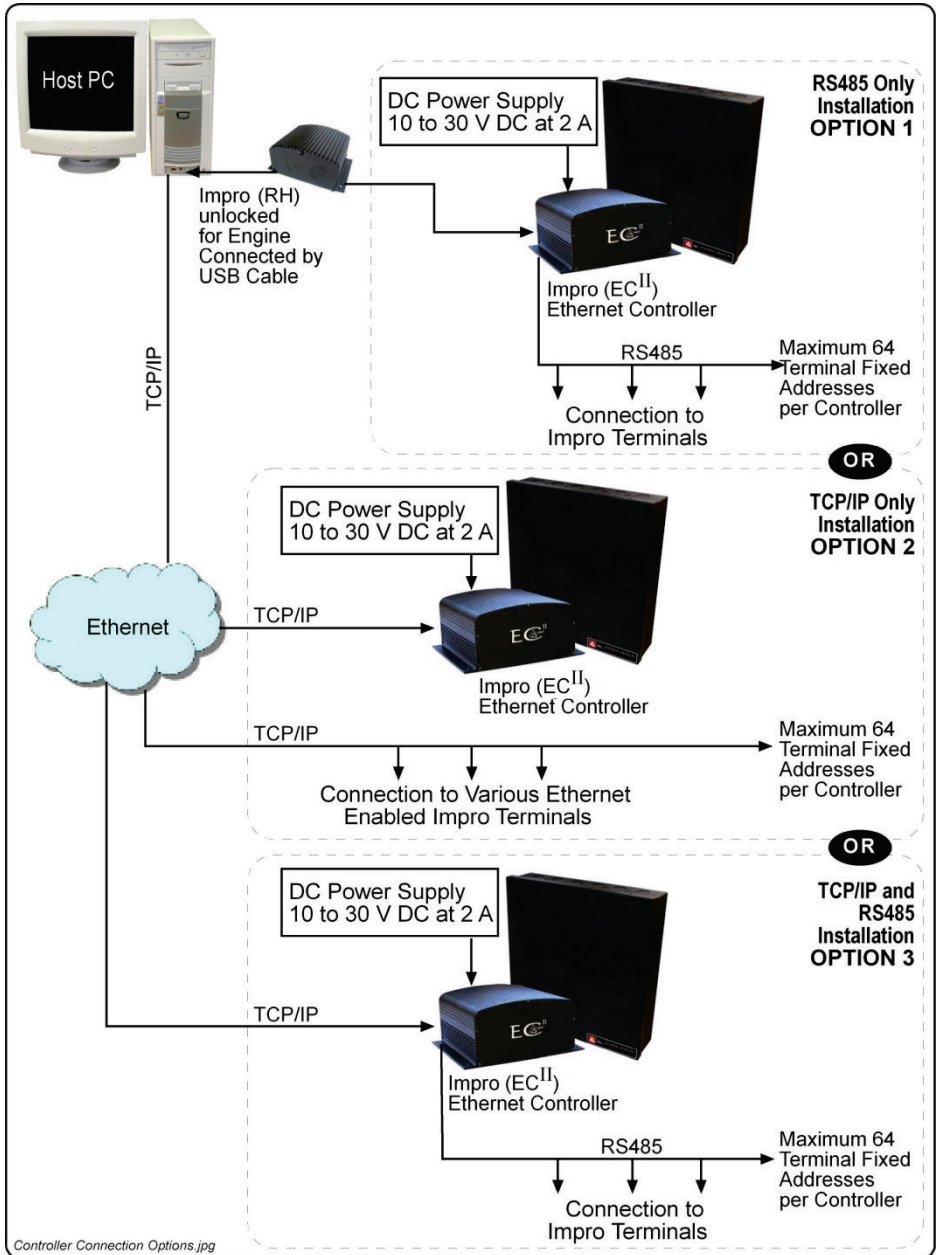 Host PC
Impro (RH)
unlocked
for Engine
Connected by
USB Cable
TCP/IP
Ethernet
RS485 Only
Installation
OPTION 1
DC Power Supply
10 to 30 V DC at 2 A
EC II
Impro (EC II)
Ethernet Controller
RS485
Connection to
Impro Terminals
Maximum 64
Terminal Fixed
Addresses
per Controller
OR
TCP/IP Only
Installation
OPTION 2
DC Power Supply
10 to 30 V DC at 2 A
TCP/IP
EC II
Impro (EC II)
Ethernet Controller
TCP/IP
Connection to Various Ethernet
Enabled Impro Terminals
Maximum 64
Terminal Fixed
Addresses
per Controller
OR
TCP/IP and
RS485
Installation
OPTION 3
DC Power Supply
10 to 30 V DC at 2 A
TCP/IP
EC II
Impro (EC II)
Ethernet Controller
RS485
Connection to
Impro Terminals
Maximum 64
Terminal Fixed
Addresses
per Controller
Controller Connection Options.jpg